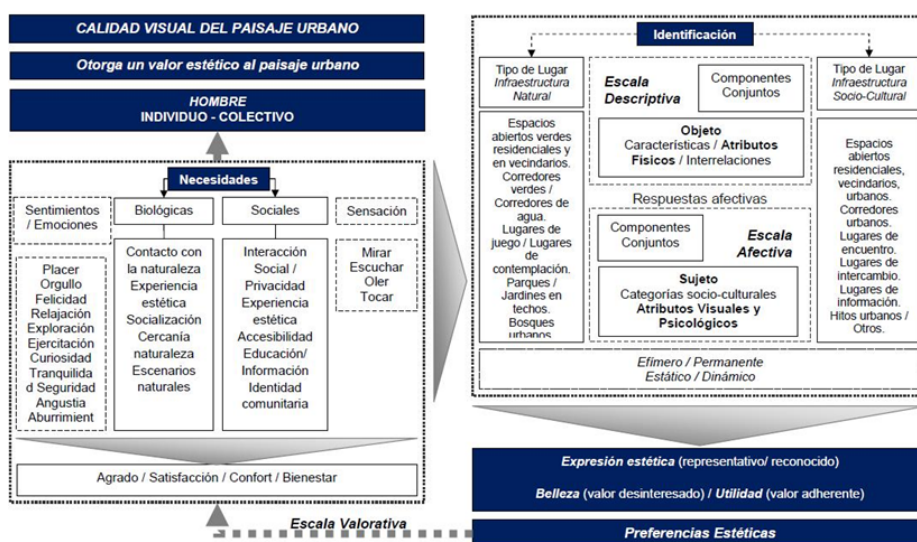 CALIDAD VISUAL DEL PAISAJE URBANO
Otorga un valor estético al paisaje urbano
HOMBRE
INDIVIDUO - COLECTIVO
Necesidades
Sentimientos
/ Emociones
Biológicas
Sociales
Sensación
Placer
Orgullo
Felicidad
Relajación
Exploración
Ejercitación
Curiosidad
Tranquilida
d Seguridad
Angustia
Aburrimient
Contacto con
la naturaleza
Experiencia
estética
Socialización
Cercanía
naturaleza
Escenarios
naturales
Interacción
Social /
Privacidad
Experiencia
estética
Accesibilidad
Educación/
Información
Identidad
comunitaria
Mirar
Escuchar
Oler
Tocar
Agrado / Satisfacción / Confort / Bienestar
Escala Valorativa
Identificación
Tipo de Lugar
Infraestructura
Natural
Espacios
abiertos verdes
residenciales y
en vecindarios.
Corredores
verdes /
Corredores de
agua.
Lugares de
juego / Lugares
de
contemplación.
Parques /
Jardines en
techos.
Bosques
urbanos
Escala
Descriptiva
Componentes
Conjuntos
Objeto
Características / Atributos
Físicos / Interrelaciones
Respuestas afectivas
Componentes
Conjuntos
Escala
Afectiva
Sujeto
Categorías socio-culturales
Atributos Visuales y
Psicológicos
Tipo de Lugar
Infraestructura
Socio-Cultural
Espacios
abiertos
residenciales,
vecindarios,
urbanos.
Corredores
urbanos.
Lugares de
encuentro.
Lugares de
intercambio.
Lugares de
información.
Hitos urbanos /
Otros.
Efímero / Permanente
Estático / Dinámico
Expresión estética (representativo/ reconocido)
Belleza (valor desinteresado) / Utilidad (valor adherente)
Preferencias Estéticas